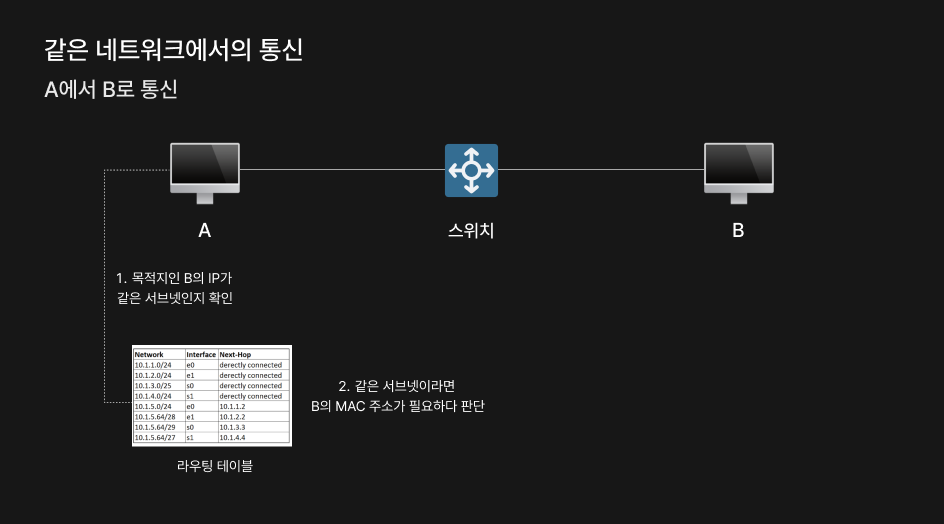 같은 네트워크에서의 통신
A에서 B로 통신
A
스위치
B
1. 목적지인 B의 IP가
같은 서브넷인지 확인
Network Interface Next-Hop
10.1.1.0/24 e0 derectly connected
10.1.2.0/24 e1 derectly connected
10.1.3.0/25 s0 derectly connected
10.1.4.0/24 s1 derectly connected
10.1.5.0/24 e0 10.1.1.2
10.1.5.64/28 e1 10.1.2.2
10.1.5.64/29 s0 10.1.3.3
10.1.5.64/27 s1 10.1.4.4
2. 같은 서브넷이라면
B의 MAC 주소가 필요하다 판단
라우팅 테이블